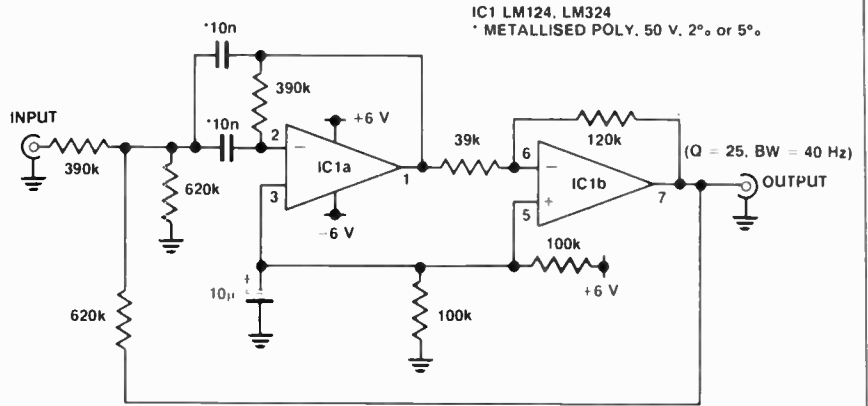 IC1 LM124, LM324
* METALLISED POLY. 50 V. 2% or 5%
*10n
390k
INPUT
390k
*10n
2
−
+6 V
IC1a
1
3
−6 V
620k
39k
120k
6
−
IC1b
+
5
7
(Q = 25, BW = 40 Hz)
OUTPUT
100k
+6 V
+
10μ
100k
620k